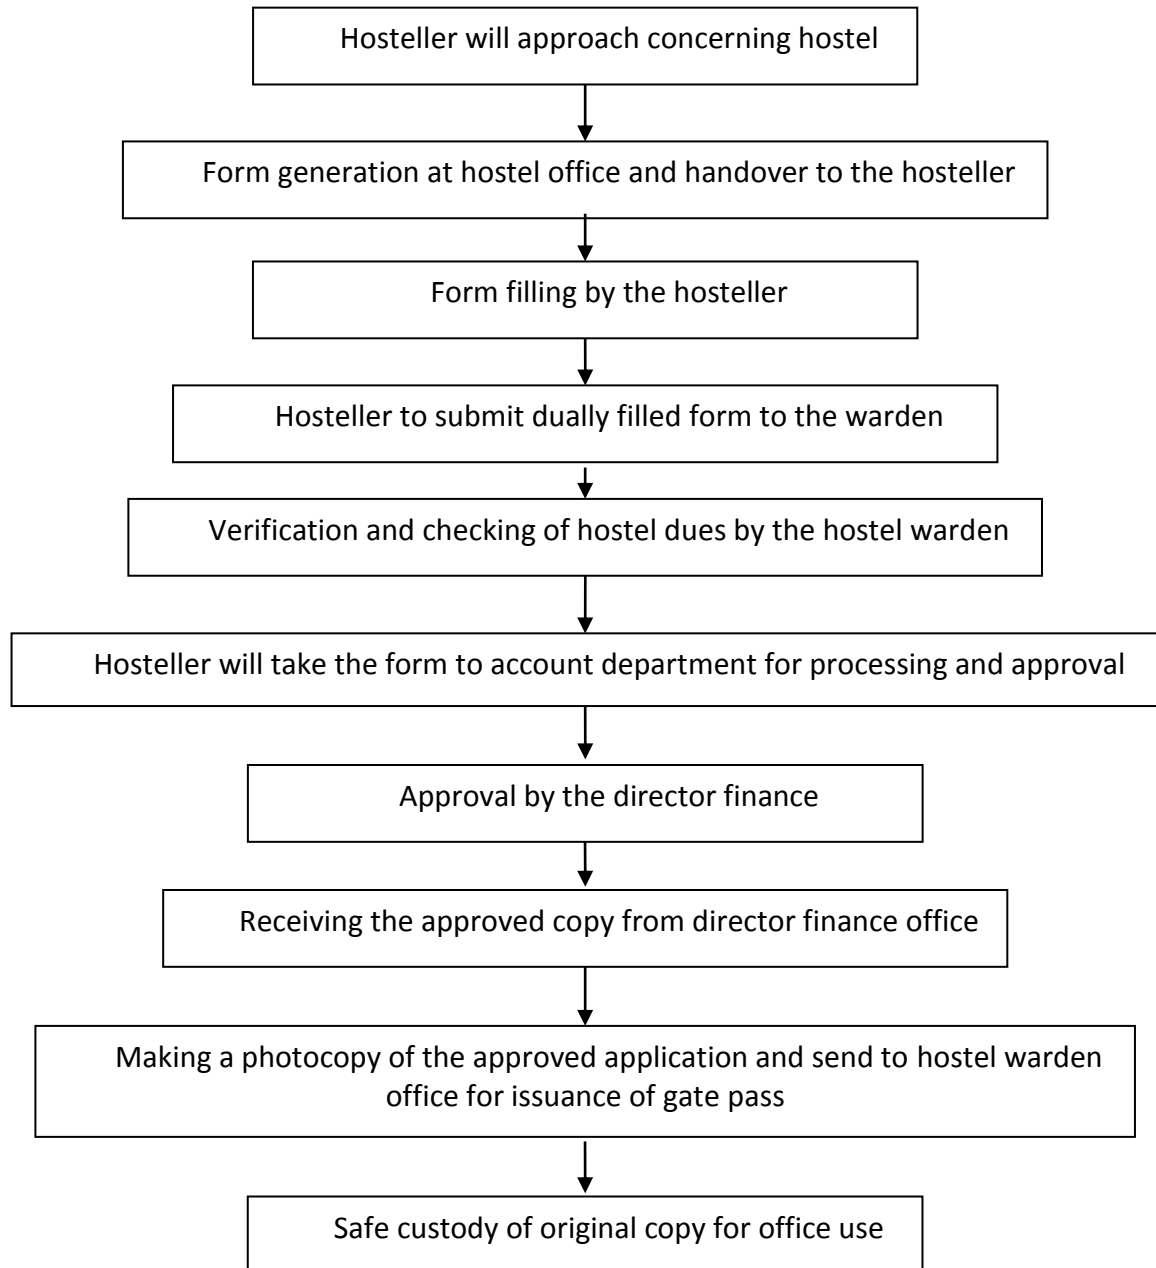 Hosteller will approach concerning hostel
Form generation at hostel office and handover to the hosteller
Form filling by the hosteller
Hosteller to submit dually filled form to the warden
Verification and checking of hostel dues by the hostel warden
Hosteller will take the form to account department for processing and approval
Approval by the director finance
Receiving the approved copy from director finance office
Making a photocopy of the approved application and send to hostel warden
office for issuance of gate pass
Safe custody of original copy for office use